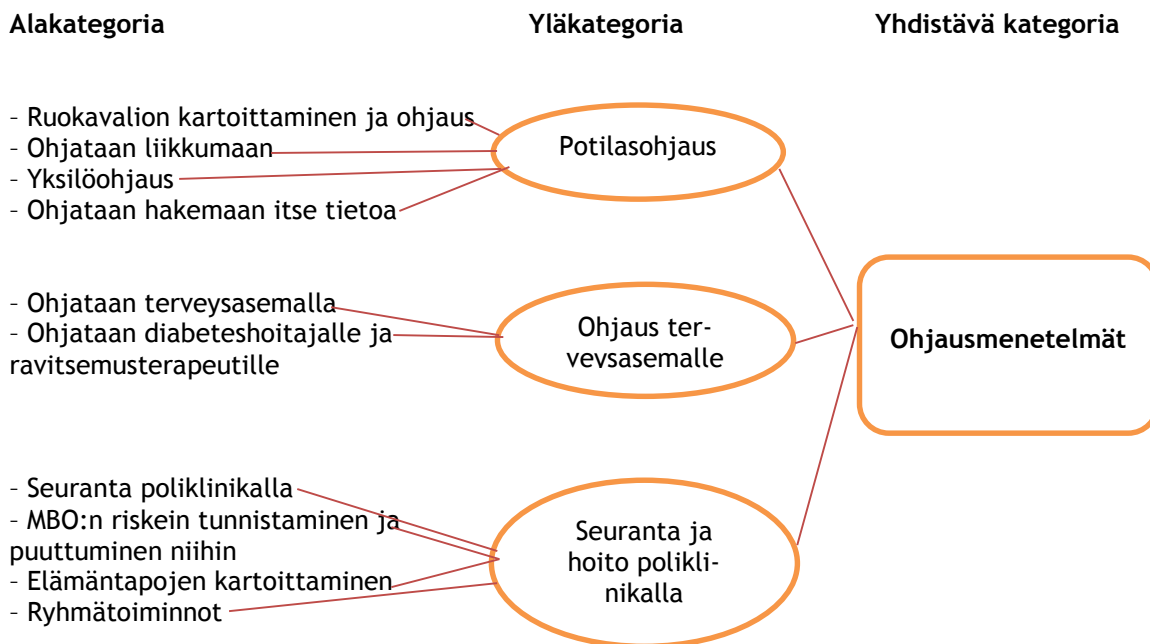 Alakategoria Yläkategoria Yhdistävä kategoria
- Ruokavalion kartoittaminen ja ohjaus
- Ohjataan liikkumaan
- Yksilöohjaus
- Ohjataan hakemaan itse tietoa
Potilasohjaus
- Ohjataan terveysasemalla
- Ohjataan diabeteshoitajalle ja
ravitsemusterapeutille
Ohjaus ter-
veysasemalle
Ohjausmenetelmät
- Seuranta poliklinikalla
- MBO:n riskein tunnistaminen ja
puuttuminen niihin
- Elämäntapojen kartoittaminen
- Ryhmätoiminnot
Seuranta ja
hoito polikli-
nikalla